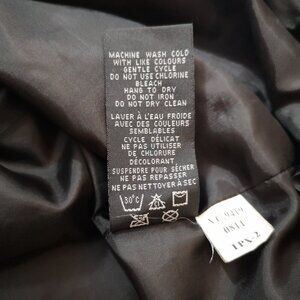 MACHINE WASH COLD
WITH LIKE COLOURS
GENTLE CYCLE
DO NOT USE CHLORINE
BLEACH
HANG TO DRY
DO NOT IRON
DO NOT DRY CLEAN
LAVER À L'EAU FROIDE
AVEC DES COULEURS
SEMBLABLES
CYCLE DÉLICAT
NE PAS UTILISER
DE CHLORURE
DÉCOLORANT
SUSPENDRE POUR SÉCHER
NE PAS REPASSER
NE PAS NETTOYER À SEC
30°C